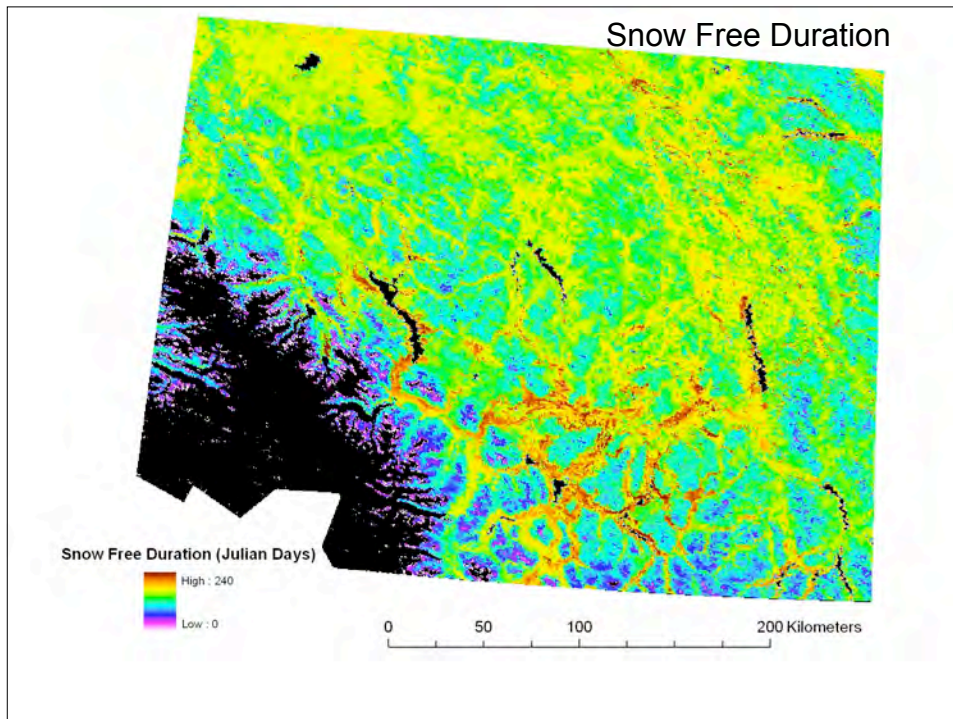 Snow Free Duration
Snow Free Duration (Julian Days)
High : 240
Low : 0
0 50 100 200 Kilometers